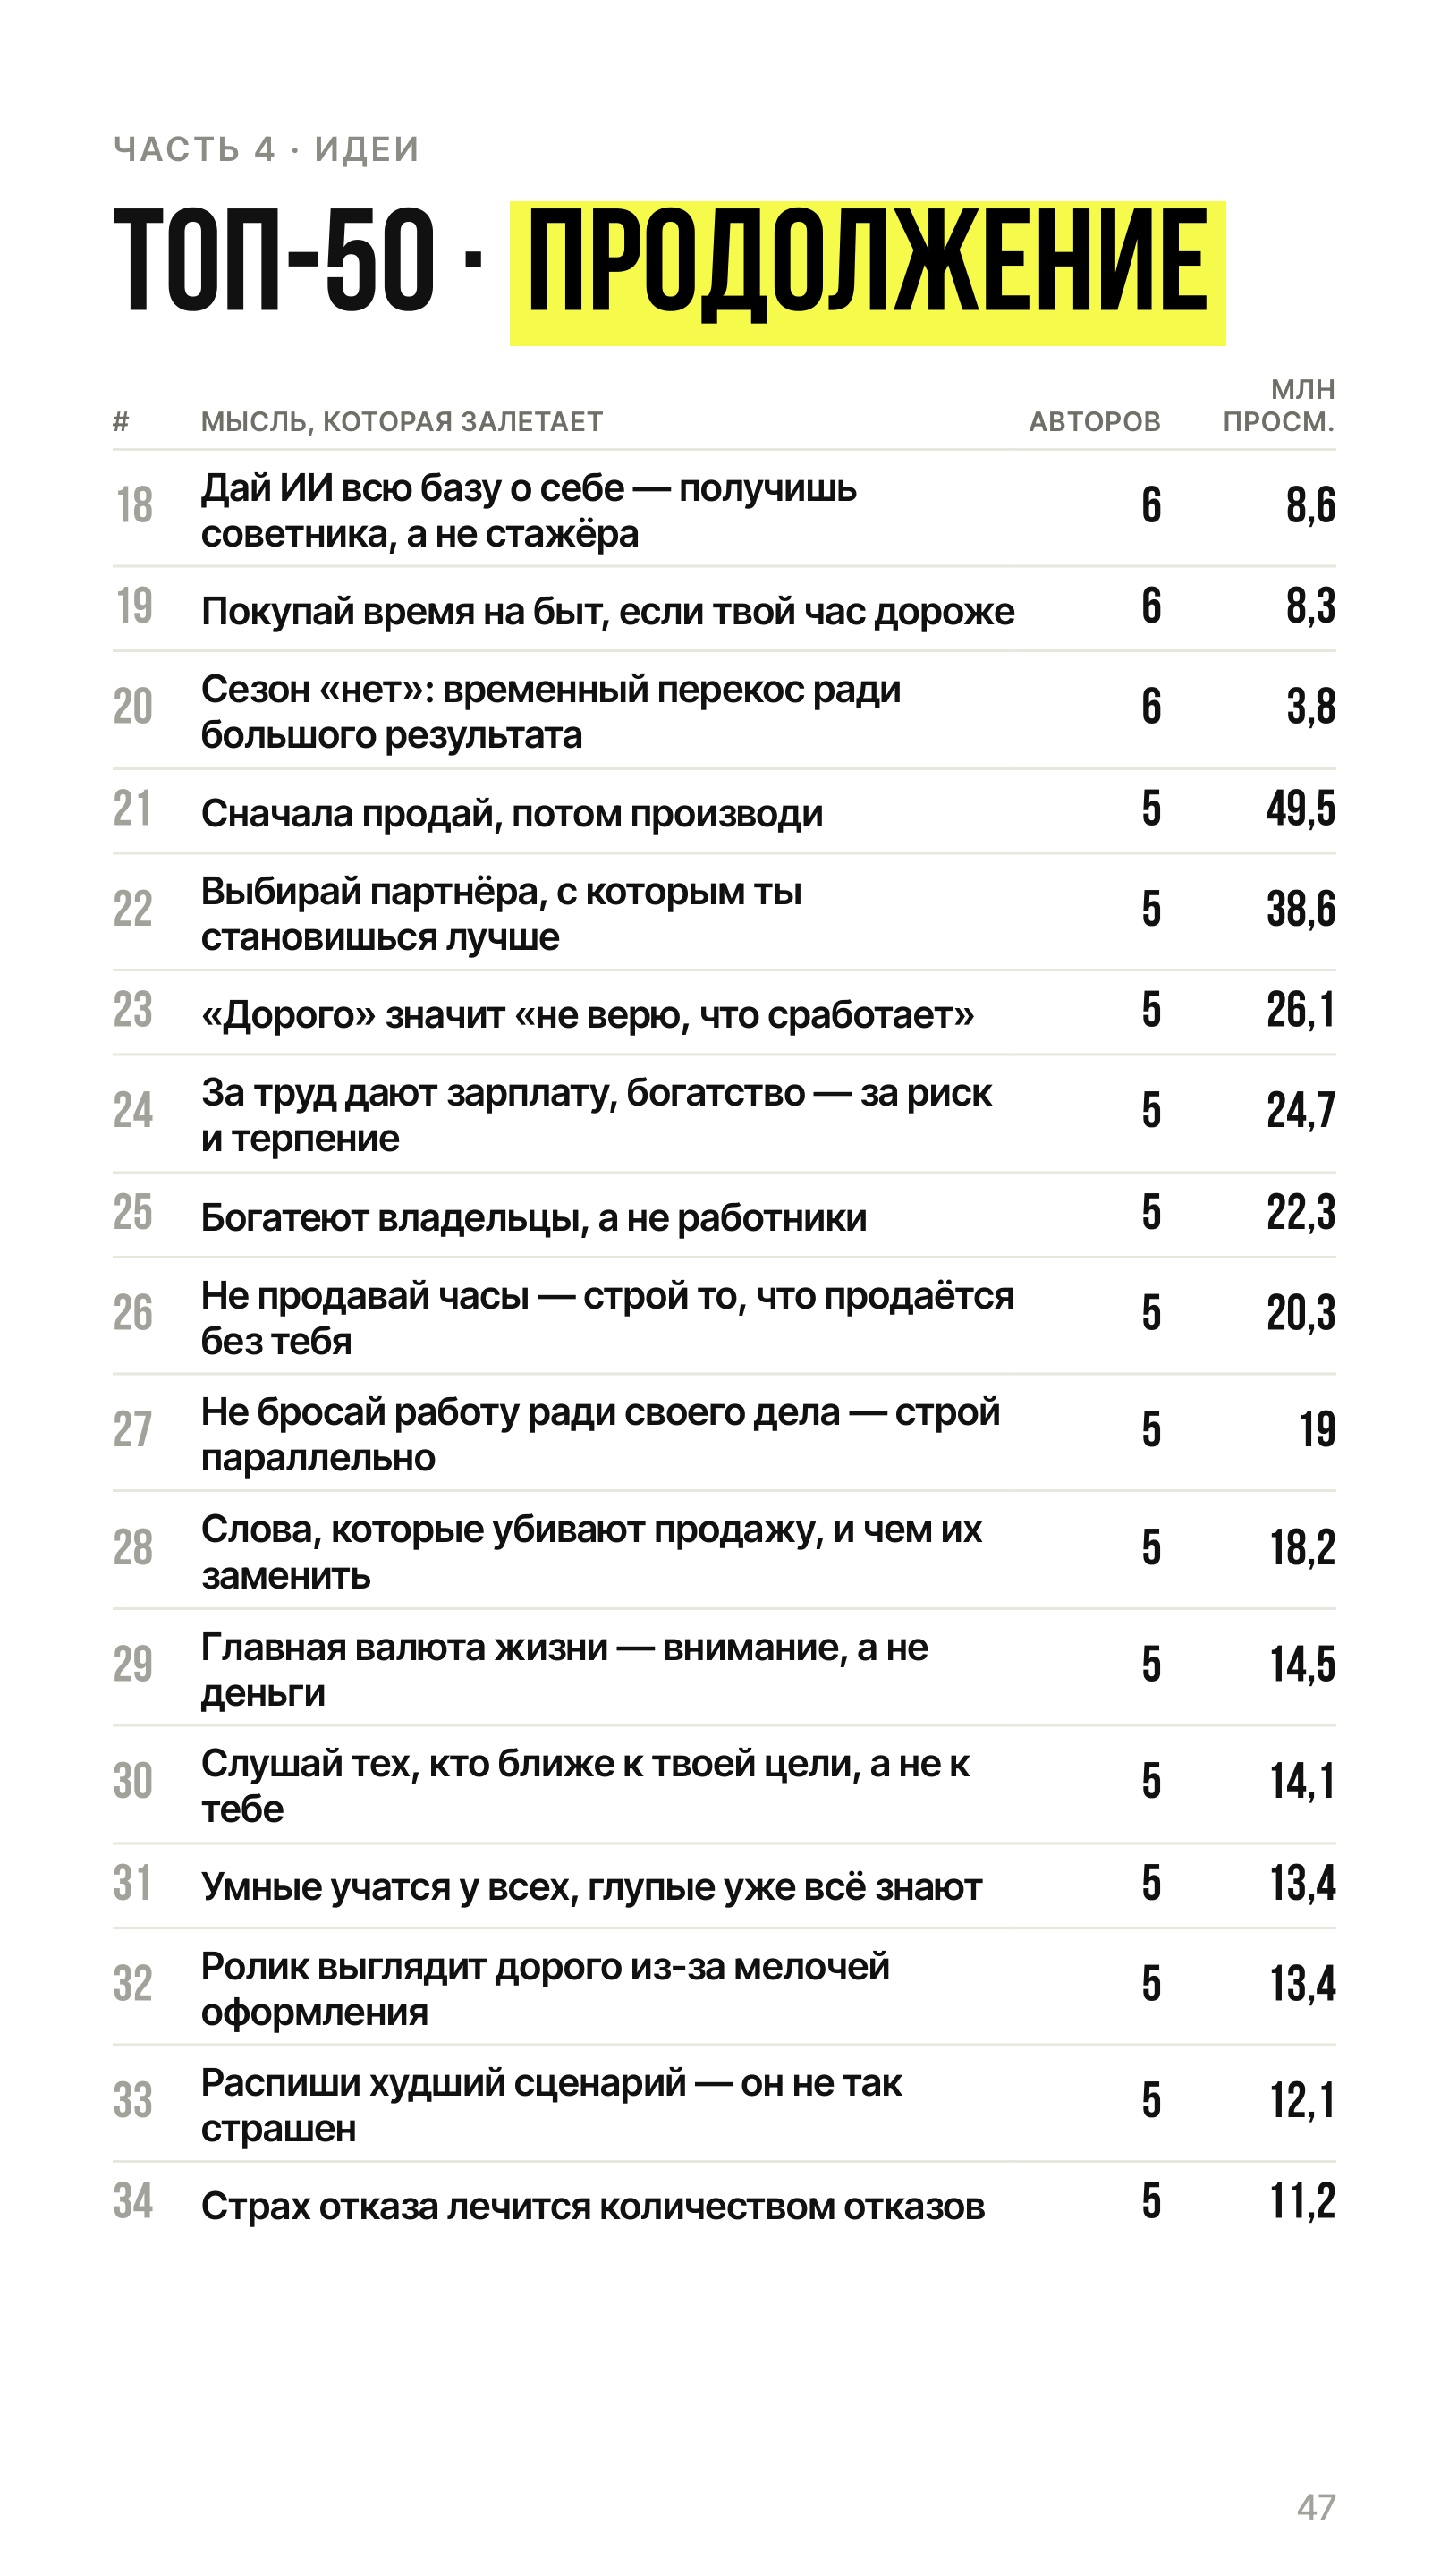 ЧАСТЬ 4 · ИДЕИ
ТОП-50 · ПРОДОЛЖЕНИЕ
# МЫСЛЬ, КОТОРАЯ ЗАЛЕТАЕТ АВТОРОВ МЛН
ПРОСМ.
18 Дай ИИ всю базу о себе — получишь
советника, а не стажёра 6 8,6
19 Покупай время на быт, если твой час дороже 6 8,3
20 Сезон «нет»: временный перекос ради
большого результата 6 3,8
21 Сначала продай, потом производи 5 49,5
22 Выбирай партнёра, с которым ты
становишься лучше 5 38,6
23 «Дорого» значит «не верю, что сработает» 5 26,1
24 За труд дают зарплату, богатство — за риск
и терпение 5 24,7
25 Богатеют владельцы, а не работники 5 22,3
26 Не продавай часы — строй то, что продаётся
без тебя 5 20,3
27 Не бросай работу ради своего дела — строй
параллельно 5 19
28 Слова, которые убивают продажу, и чем их
заменить 5 18,2
29 Главная валюта жизни — внимание, а не
деньги 5 14,5
30 Слушай тех, кто ближе к твоей цели, а не к
тебе 5 14,1
31 Умные учатся у всех, глупые уже всё знают 5 13,4
32 Ролик выглядит дорого из-за мелочей
оформления 5 13,4
33 Распиши худший сценарий — он не так
страшен 5 12,1
34 Страх отказа лечится количеством отказов 5 11,2
47